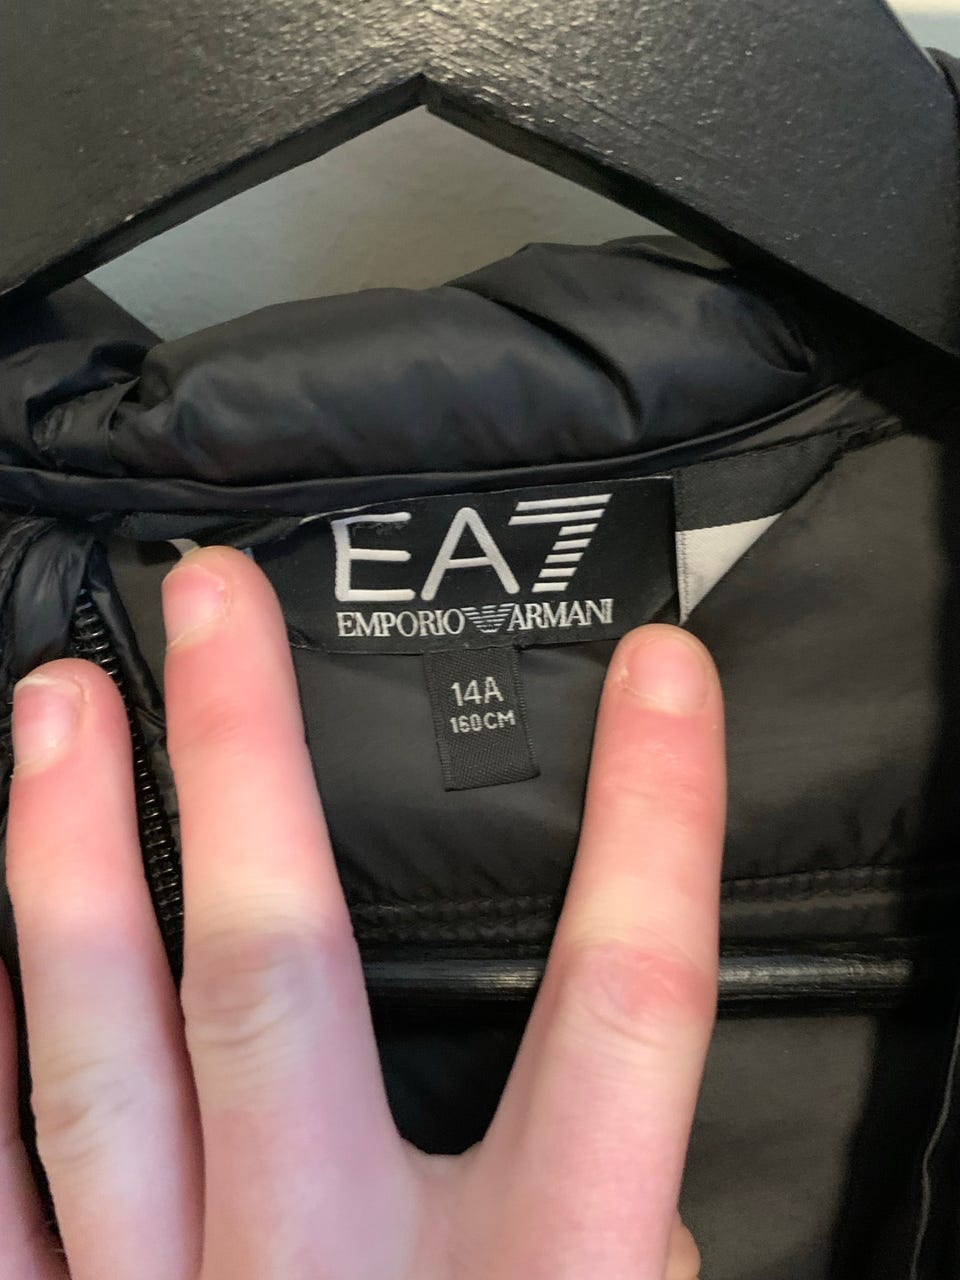 EA7
EMPORIO ARMANI
14A
160CM